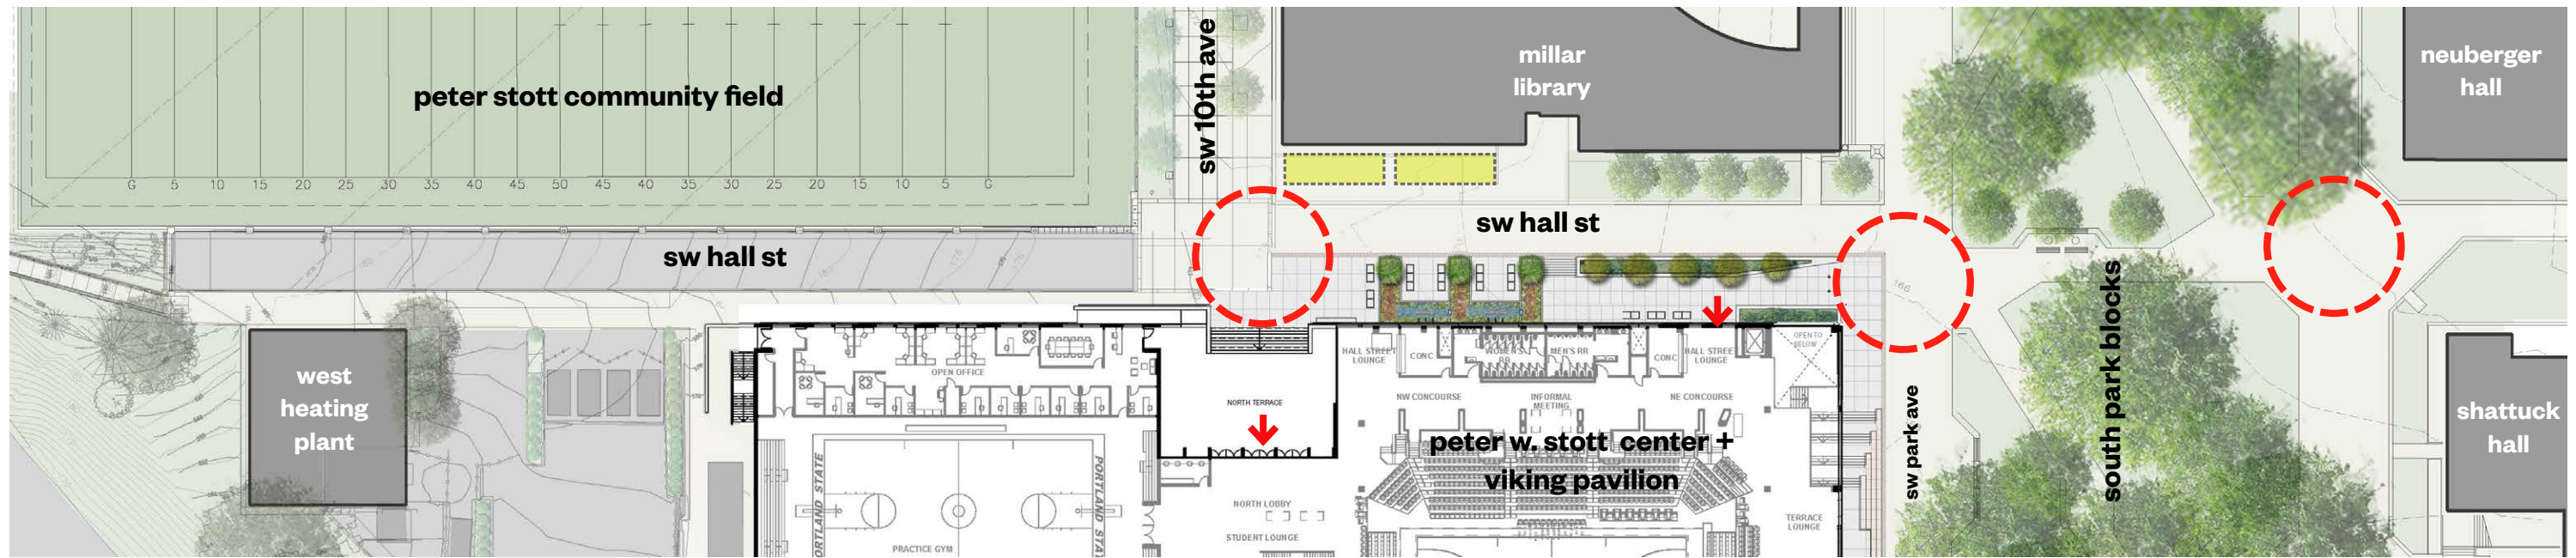 peter stott community field
G 5 10 15 20 25 30 35 40 45 50 45 40 35 30 25 20 15 10 5 G
sw 10th ave
millar
library
neuberger
hall
sw hall st
sw hall st
166
south park blocks
sw park ave
west
heating
plant
shattuck
hall
OPEN OFFICE
NORTH TERRACE
HALL STREET
LOUNGE
CONC
WOMEN'S
RR
MEN'S RR
CONC
HALL STREET
LOUNGE
OPEN TO
BELOW
NW CONCOURSE
INFORMAL
MEETING
NE CONCOURSE
peter w. stott center +
viking pavilion
PORTLAND STATE
PORTLAND STATE
NORTH LOBBY
STUDENT LOUNGE
PRACTICE GYM
TERRACE
LOUNGE